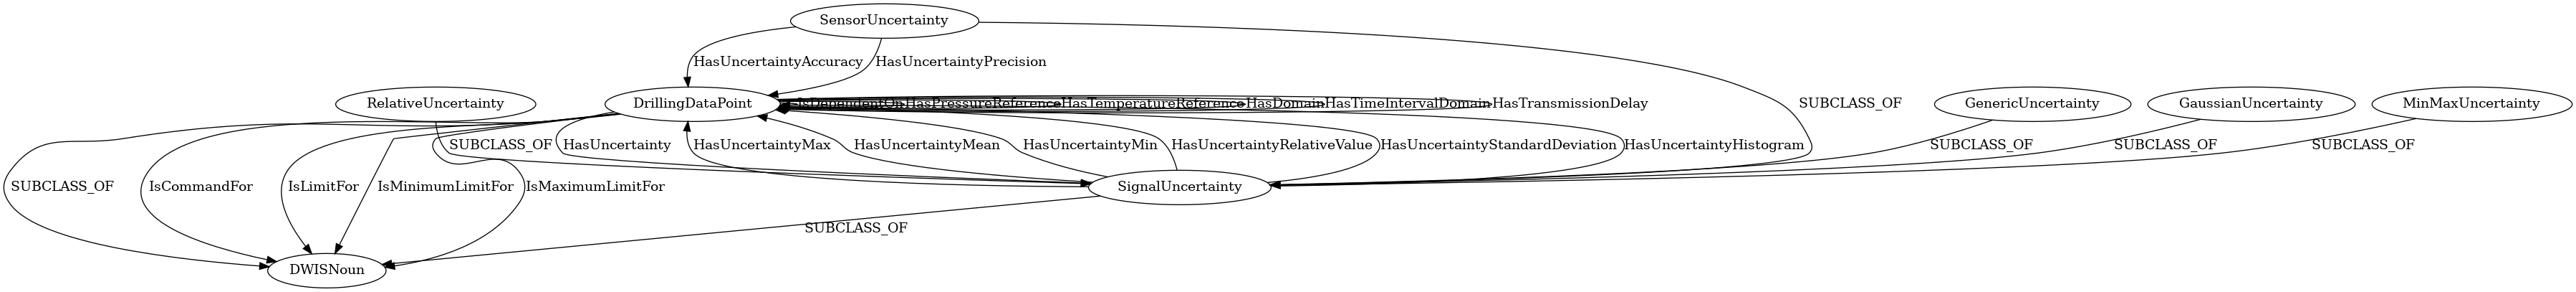 SensorUncertainty
HasUncertaintyAccuracy
HasUncertaintyPrecision
RelativeUncertainty
DrillingDataPoint
IsDependentOn
HasPressureReference
HasTemperatureReference
HasDomain
HasTimeIntervalDomain
HasTransmissionDelay
SUBCLASS_OF
GenericUncertainty
GaussianUncertainty
MinMaxUncertainty
SUBCLASS_OF
HasUncertainty
HasUncertaintyMax
HasUncertaintyMean
HasUncertaintyMin
HasUncertaintyRelativeValue
HasUncertaintyStandardDeviation
HasUncertaintyHistogram
SUBCLASS_OF
SUBCLASS_OF
SUBCLASS_OF
SUBCLASS_OF
IsCommandFor
IsLimitFor
IsMinimumLimitFor
IsMaximumLimitFor
SignalUncertainty
SUBCLASS_OF
DWISNoun